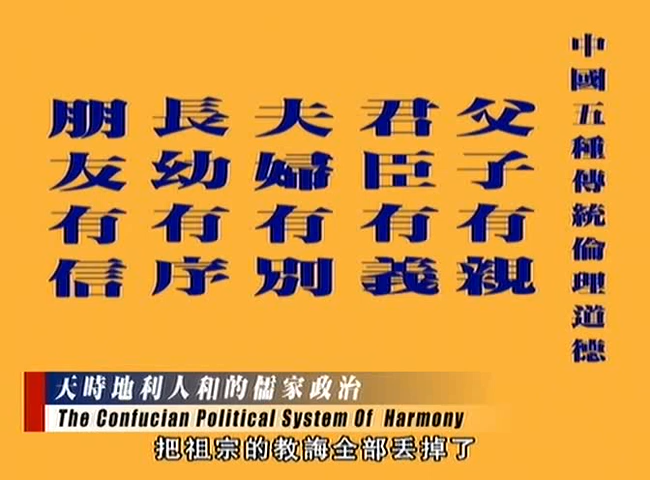 中國五種傳統倫理道德
父子有親
君臣有義
夫婦有別
長幼有序
朋友有信
天時地利人和的儒家政治
The Confucian Political System Of Harmony
把祖宗的教誨全部丟掉了